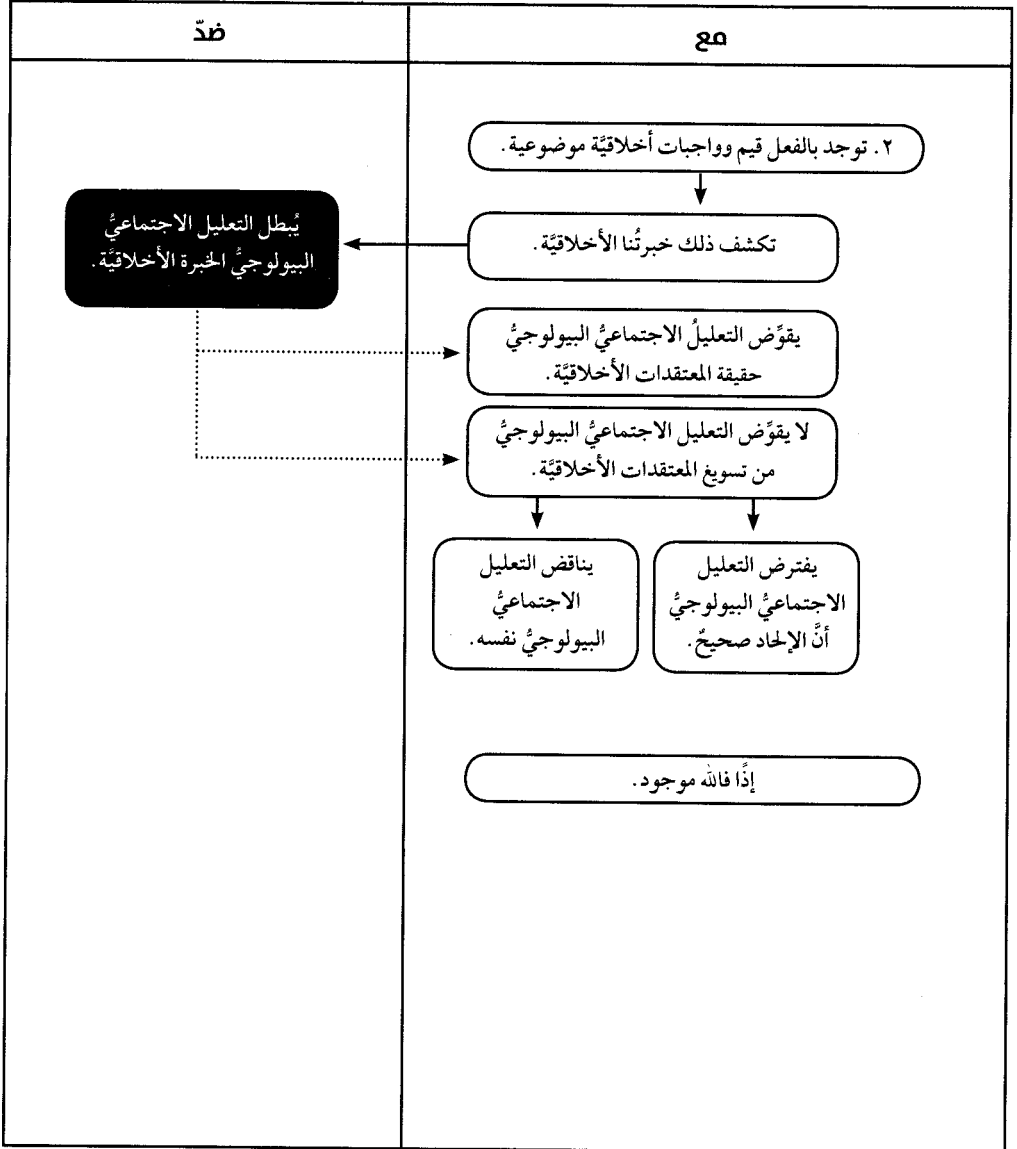 مع
ضدّ
٢. توجد بالفعل قيم وواجبات أخلاقيَّة موضوعية.
تكشف ذلك خبرتُنا الأخلاقيَّة.
يُبطل التعليل الاجتماعيُّ
البيولوجيُّ الخبرة الأخلاقيَّة.
يقوِّض التعليلُ الاجتماعيُّ البيولوجيُّ
حقيقة المعتقدات الأخلاقيَّة.
لا يقوِّض التعليل الاجتماعيُّ البيولوجيُّ
من تسويغ المعتقدات الأخلاقيَّة.
يفترض التعليل
الاجتماعيُّ البيولوجيُّ
أنَّ الإلحاد صحيحٌ.
يناقض التعليل
الاجتماعيُّ
البيولوجيُّ نفسه.
إذًا فالله موجود.